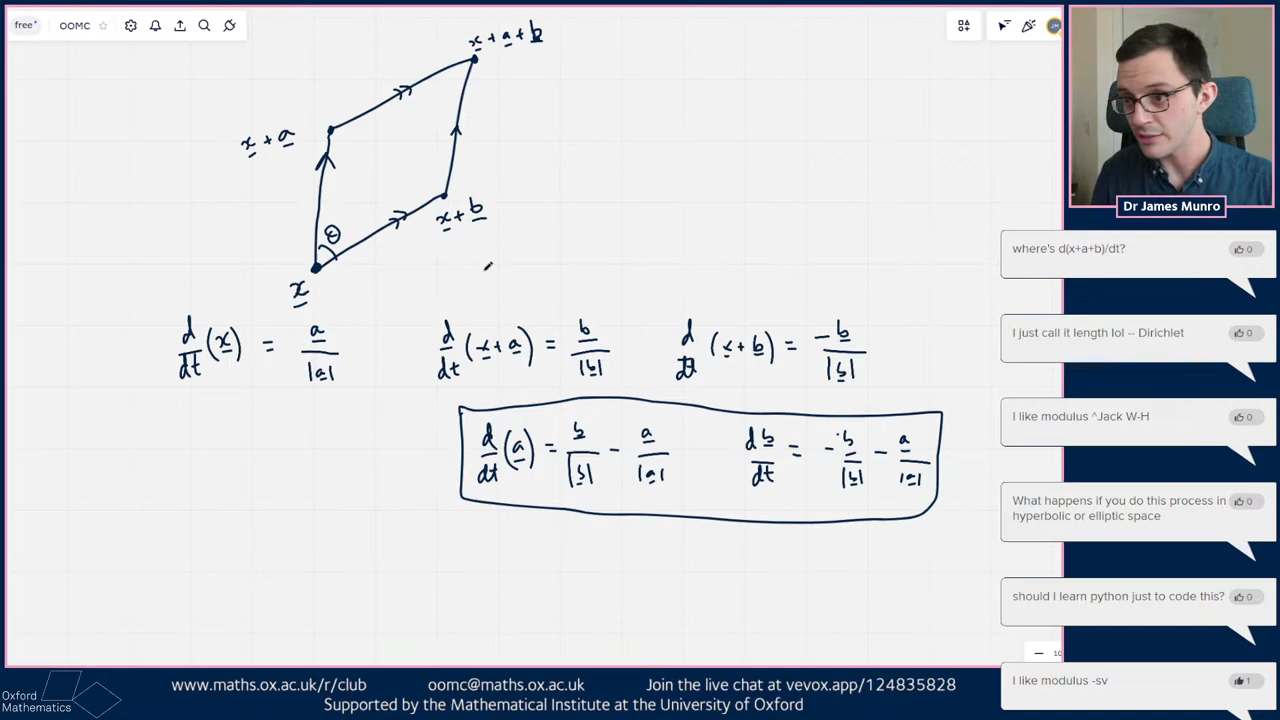 free+
OOMC
x + a + b
x + a
θ
x + b
x
d/dt (x) = a/|a|
d/dt (x + a) = b/|b|
d/dt (x + b) = -b/|b|
d/dt (a) = b/|b| - a/|a|
db/dt = -b/|b| - a/|a|
Dr James Munro
where's d(x+a+b)/dt?
0
I just call it length lol -- Dirichlet
0
I like modulus ^Jack W-H
0
What happens if you do this process in
0
hyperbolic or elliptic space
should I learn python just to code this?
0
I like modulus -sv
1
Oxford
Mathematics
www.maths.ox.ac.uk/r/club oomc@maths.ox.ac.uk Join the live chat at vevox.app/124835828
Supported by the Mathematical Institute at the University of Oxford